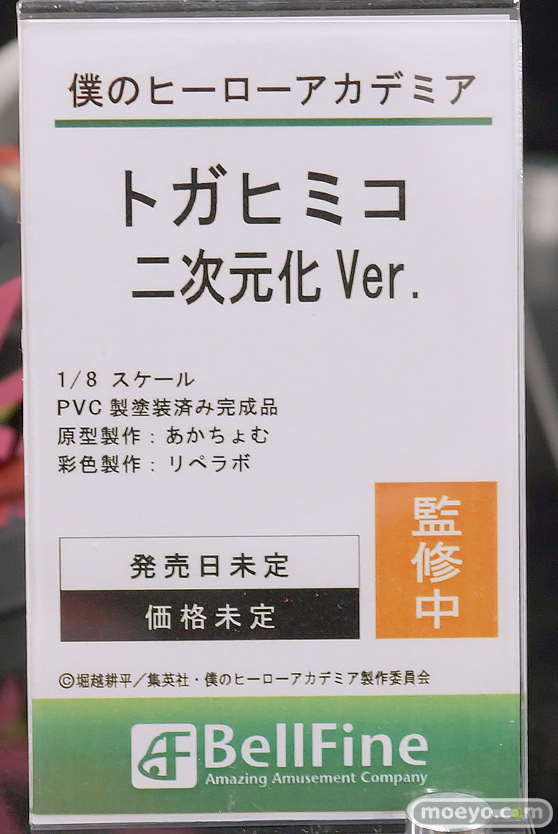 僕のヒーローアカデミア
トガヒミコ
二次元化 Ver.
1/8 スケール
PVC 製塗装済み完成品
原型製作：あかちょむ
彩色製作：リペラボ
監修中
発売日未定
価格未定
©堀越耕平／集英社・僕のヒーローアカデミア製作委員会
BellFine
Amazing Amusement Company
moeyo.com